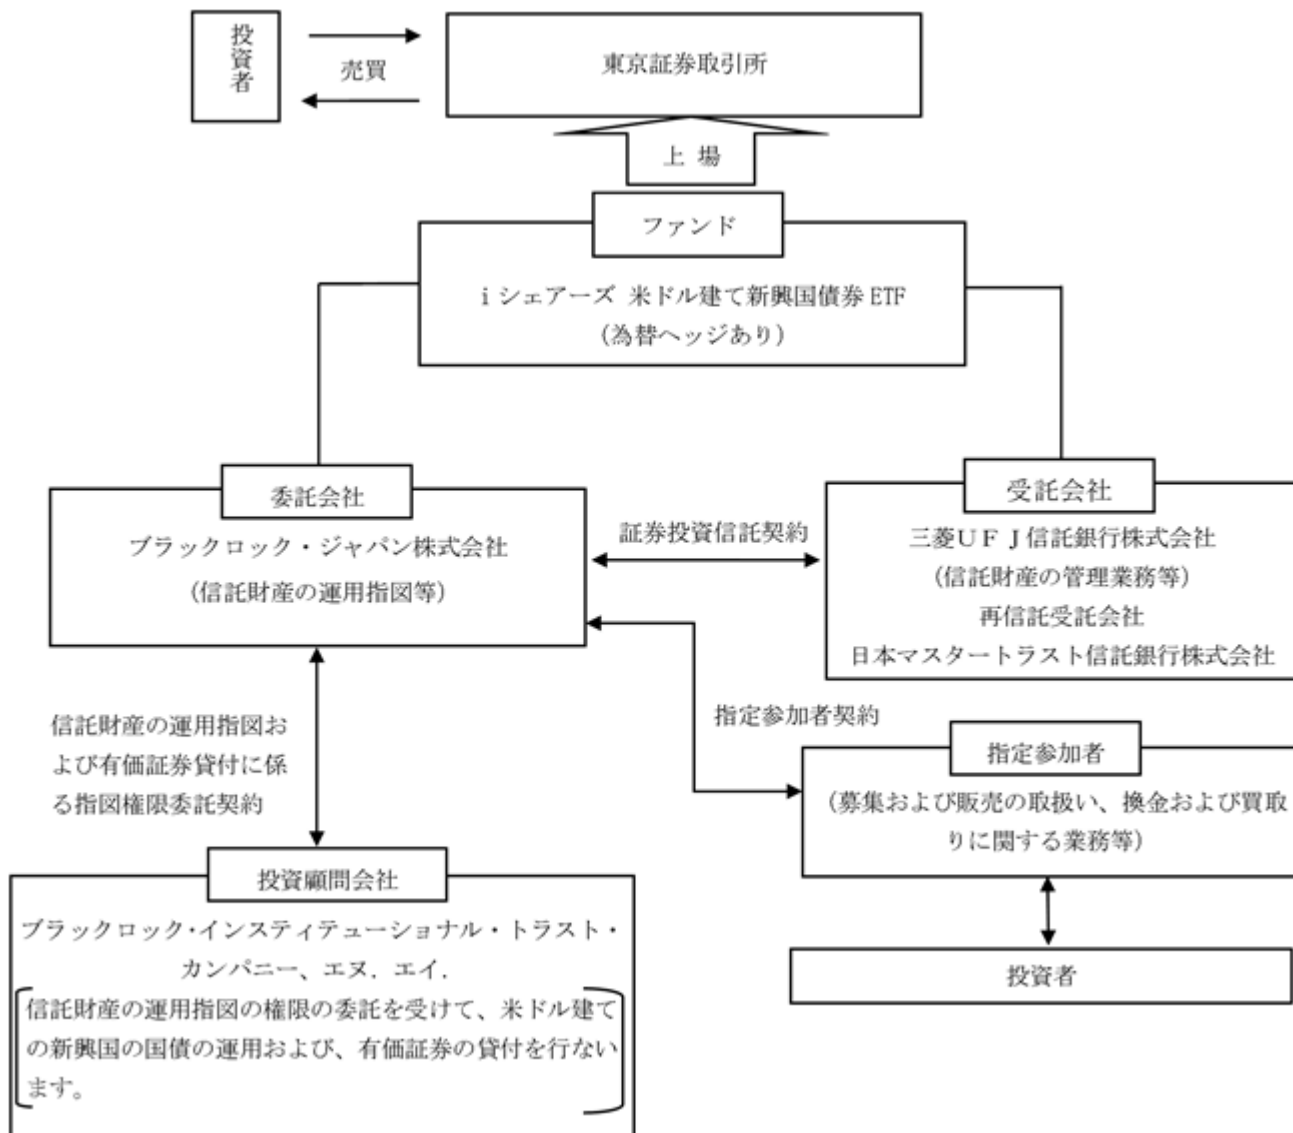 投資者
売買
東京証券取引所
上 場
ファンド
i シェアーズ 米ドル建て新興国債券 ETF
(為替ヘッジあり)
委託会社
ブラックロック・ジャパン株式会社
(信託財産の運用指図等)
証券投資信託契約
受託会社
三菱UFJ信託銀行株式会社
(信託財産の管理業務等)
再信託受託会社
日本マスタートラスト信託銀行株式会社
信託財産の運用指図お
よび有価証券貸付に係
る指図権限委託契約
指定参加者契約
指定参加者
(募集および販売の取扱い、換金および買取
りに関する業務等)
投資者
投資顧問会社
ブラックロック・インスティテューショナル・トラスト・
カンパニー、エヌ. エイ.
信託財産の運用指図の権限の委託を受けて、米ドル建て
の新興国の国債の運用および、有価証券の貸付を行ない
ます。